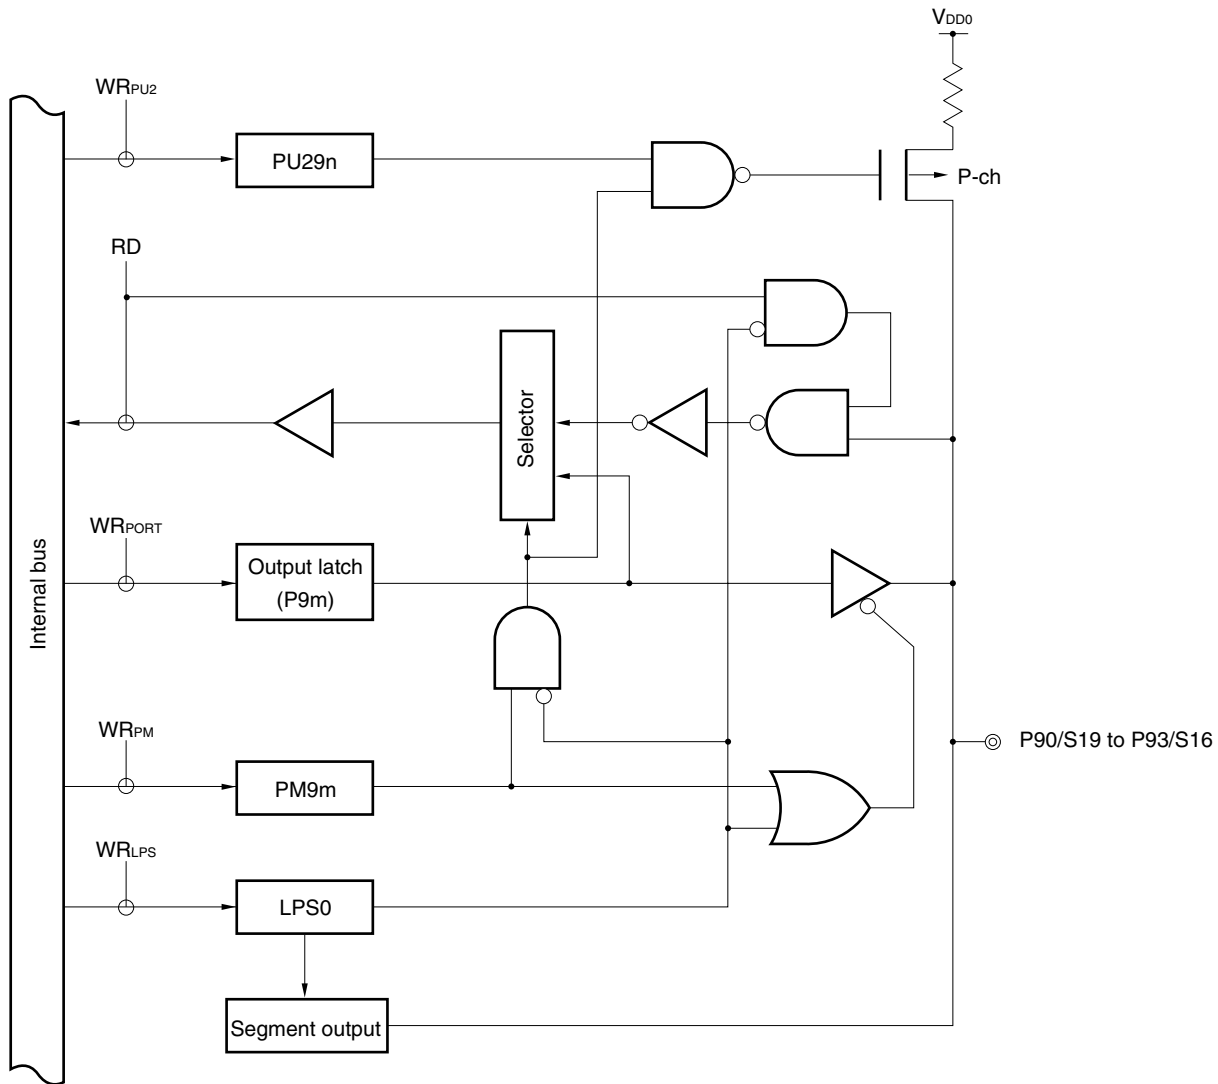 VDD0
WRPU2
PU29n
P-ch
RD
Selector
WRPORT
Output latch
(P9m)
Internal bus
WRPM
PM9m
P90/S19 to P93/S16
WRLPS
LPS0
Segment output